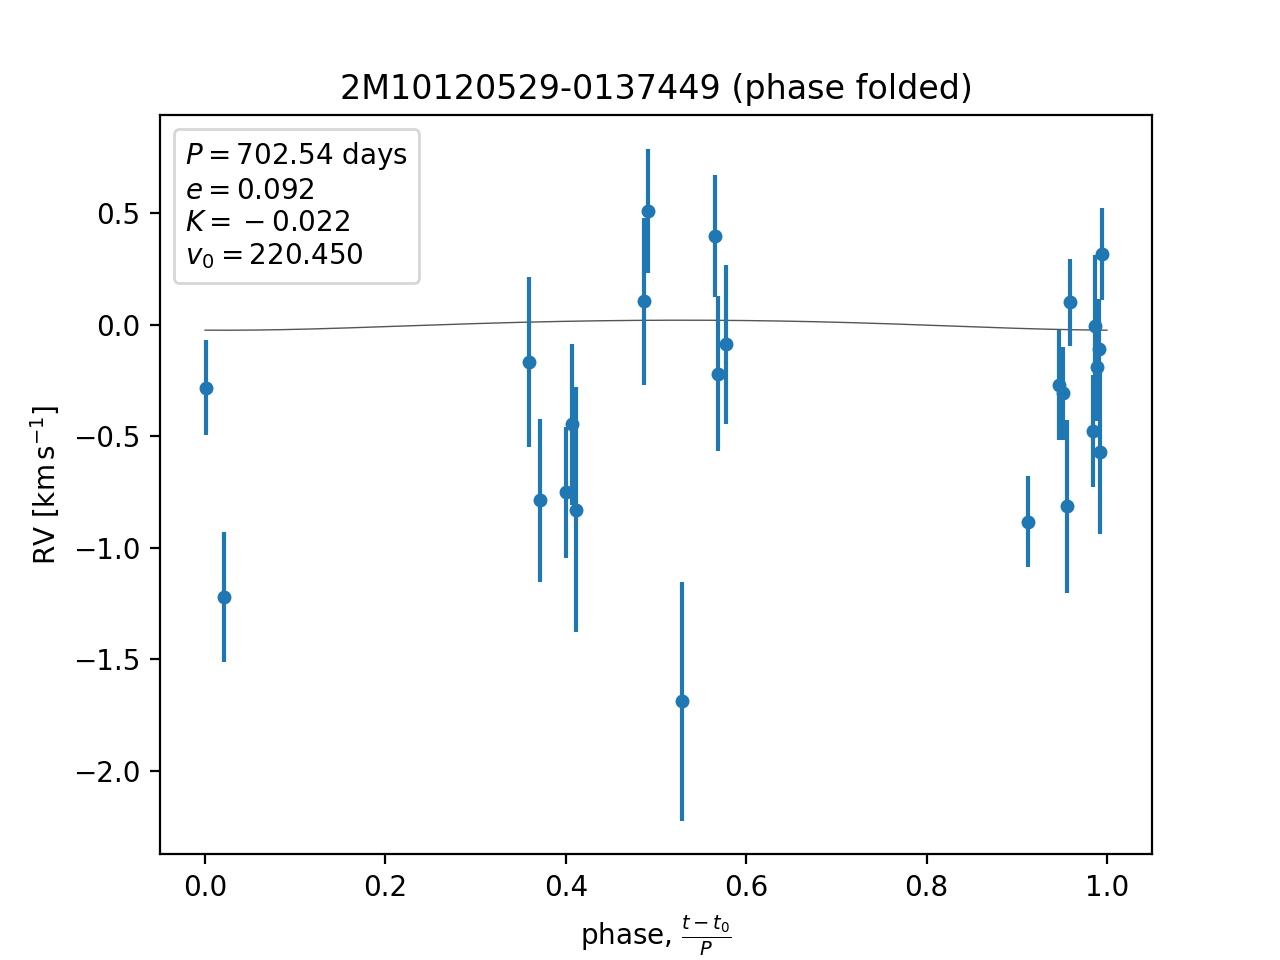 2M10120529-0137449 (phase folded)
P = 702.54 days
e = 0.092
K = −0.022
v₀ = 220.450
0.5
0.0
−0.5
−1.0
−1.5
−2.0
RV [km s⁻¹]
0.0 0.2 0.4 0.6 0.8 1.0
phase, (t − t₀)/P